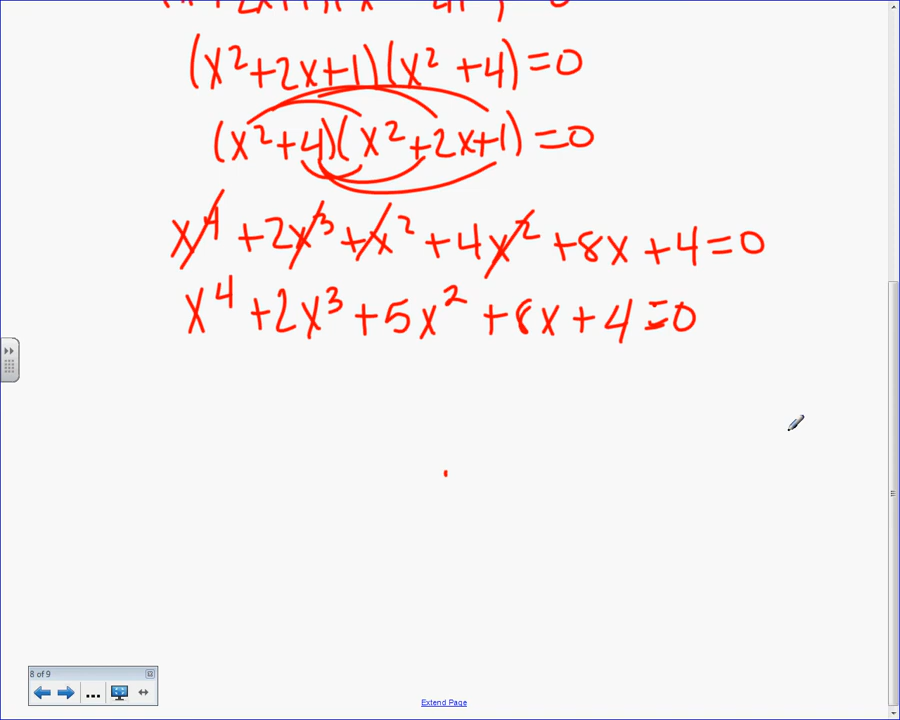 (x²+2x+1)(x²+4)=0
(x²+4)(x²+2x+1)=0
x⁴+2x³+x²+4x²+8x+4=0
x⁴+2x³+5x²+8x+4=0
8 of 9
...
Extend Page